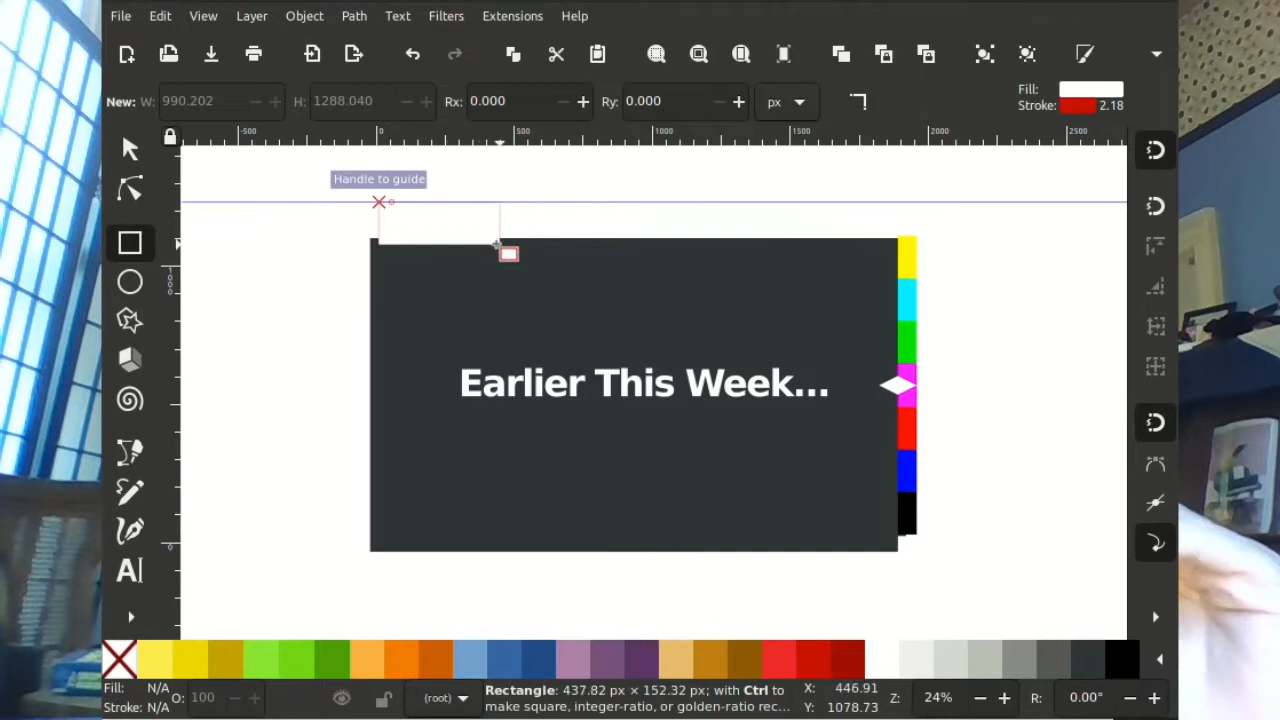 File Edit View Layer Object Path Text Filters Extensions Help
New: W: 990.202 H: 1288.040 Rx: 0.000 Ry: 0.000 px
Fill:
Stroke: 2.18
-500 0 500 1000 1500 2000 2500
Handle to guide
1000
Earlier This Week...
0
A
Fill: N/A O: 100
Stroke: N/A
(root)
Rectangle: 437.82 px × 152.32 px; with Ctrl to
make square, integer-ratio, or golden-ratio rec...
X: 446.91
Y: 1078.73
Z: 24% R: 0.00°